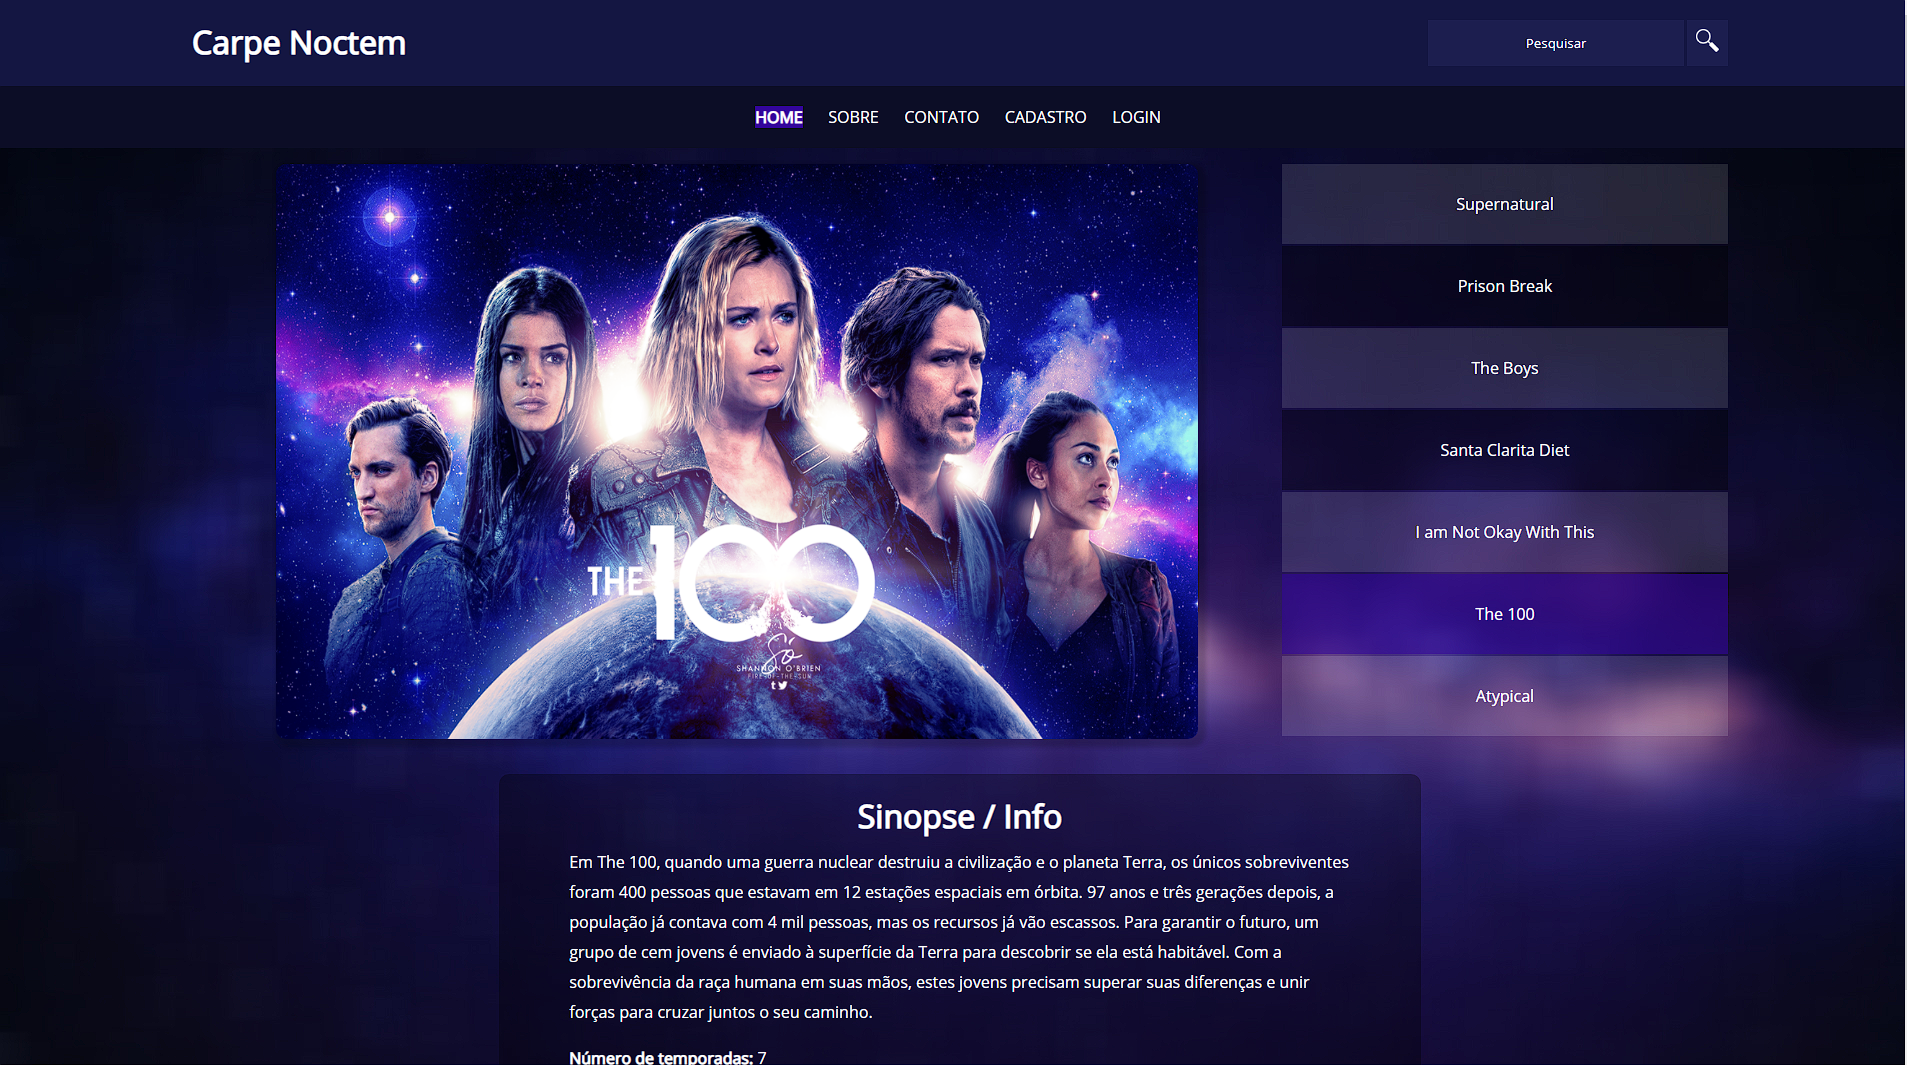 Carpe Noctem
Pesquisar
HOME SOBRE CONTATO CADASTRO LOGIN
THE 100
So
SHANNON O'BRIEN
FIRE-OF-THE-SUN
Supernatural
Prison Break
The Boys
Santa Clarita Diet
I am Not Okay With This
The 100
Atypical
Sinopse / Info
Em The 100, quando uma guerra nuclear destruiu a civilização e o planeta Terra, os únicos sobreviventes
foram 400 pessoas que estavam em 12 estações espaciais em órbita. 97 anos e três gerações depois, a
população já contava com 4 mil pessoas, mas os recursos já vão escassos. Para garantir o futuro, um
grupo de cem jovens é enviado à superfície da Terra para descobrir se ela está habitável. Com a
sobrevivência da raça humana em suas mãos, estes jovens precisam superar suas diferenças e unir
forças para cruzar juntos o seu caminho.
Número de temporadas: 7